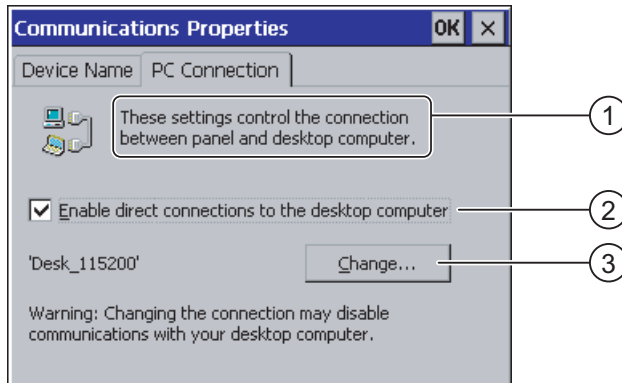 Communications Properties OK ×
Device Name PC Connection
These settings control the connection
between panel and desktop computer.
1
Enable direct connections to the desktop computer
2
'Desk_115200' Change...
3
Warning: Changing the connection may disable
communications with your desktop computer.